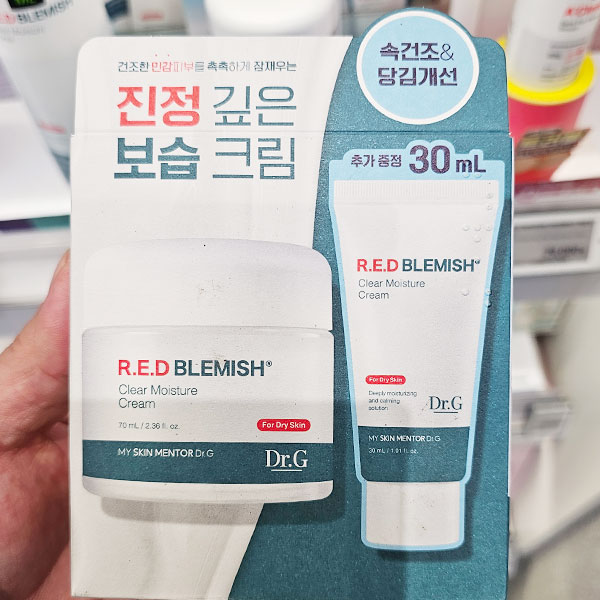 건조한 민감피부를 촉촉하게 잠재우는
진정 깊은
보습 크림
속건조&
당김개선
추가 증정 30mL
R.E.D BLEMISH®
Clear Moisture
Cream
For Dry Skin
Deeply moisturizing
and calming
solution
Dr.G
MY SKIN MENTOR Dr.G
30 mL / 1.01 fl. oz.
R.E.D BLEMISH®
Clear Moisture
Cream
70 mL / 2.36 fl. oz.
For Dry Skin
MY SKIN MENTOR Dr.G
Dr.G
BLEMISH